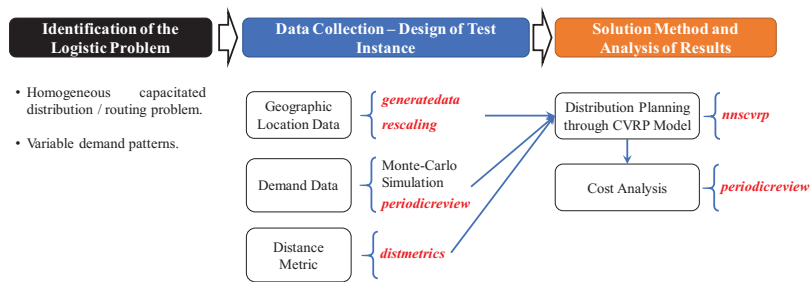 Identification of the
Logistic Problem
Data Collection – Design of Test
Instance
Solution Method and
Analysis of Results
• Homogeneous capacitated
distribution / routing problem.
• Variable demand patterns.
Geographic
Location Data
generatedata
rescaling
Demand Data
Monte-Carlo
Simulation
periodicreview
Distance
Metric
distmetrics
Distribution Planning
through CVRP Model
nnscvrp
Cost Analysis
periodicreview